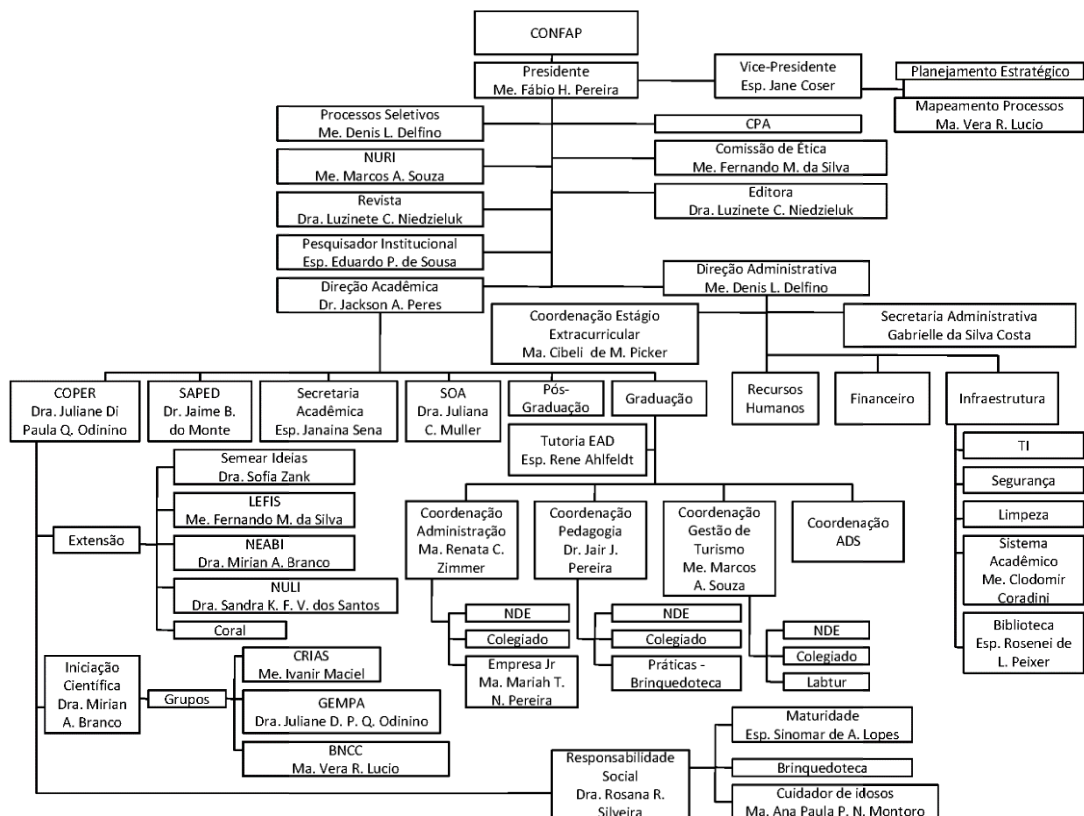 CONFAP
Presidente
Me. Fábio H. Pereira
Vice-Presidente
Esp. Jane Coser
Planejamento Estratégico
Mapeamento Processos
Ma. Vera R. Lucio
Processos Seletivos
Me. Denis L. Delfino
CPA
NURI
Me. Marcos A. Souza
Comissão de Ética
Me. Fernando M. da Silva
Revista
Dra. Luzinete C. Niedzieluk
Editora
Dra. Luzinete C. Niedzieluk
Pesquisador Institucional
Esp. Eduardo P. de Sousa
Direção Acadêmica
Dr. Jackson A. Peres
Direção Administrativa
Me. Denis L. Delfino
Coordenação Estágio
Extracurricular
Ma. Cibeli de M. Picker
Secretaria Administrativa
Gabrielle da Silva Costa
COPER
Dra. Juliane Di
Paula Q. Odinino
SAPED
Dr. Jaime B.
do Monte
Secretaria
Acadêmica
Esp. Janaina Sena
SOA
Dra. Juliana
C. Muller
Pós-
Graduação
Graduação
Recursos
Humanos
Financeiro
Infraestrutura
Tutoria EAD
Esp. Rene Ahlfeldt
TI
Segurança
Limpeza
Sistema
Acadêmico
Me. Clodomir
Coradini
Biblioteca
Esp. Rosenei de
L. Peixer
Extensão
Semear Ideias
Dra. Sofia Zank
LEFIS
Me. Fernando M. da Silva
NEABI
Dra. Mirian A. Branco
NULI
Dra. Sandra K. F. V. dos Santos
Coral
Coordenação
Administração
Ma. Renata C.
Zimmer
Coordenação
Pedagogia
Dr. Jair J.
Pereira
Coordenação
Gestão de
Turismo
Me. Marcos
A. Souza
Coordenação
ADS
NDE
Colegiado
Empresa Jr
Ma. Mariah T.
N. Pereira
NDE
Colegiado
Práticas -
Brinquedoteca
NDE
Colegiado
Labtur
Iniciação
Científica
Dra. Mirian
A. Branco
Grupos
CRIAS
Me. Ivanir Maciel
GEMPA
Dra. Juliane D. P. Q. Odinino
BNCC
Ma. Vera R. Lucio
Responsabilidade
Social
Dra. Rosana R.
Silveira
Maturidade
Esp. Sinomar de A. Lopes
Brinquedoteca
Cuidador de idosos
Ma. Ana Paula P. N. Montoro